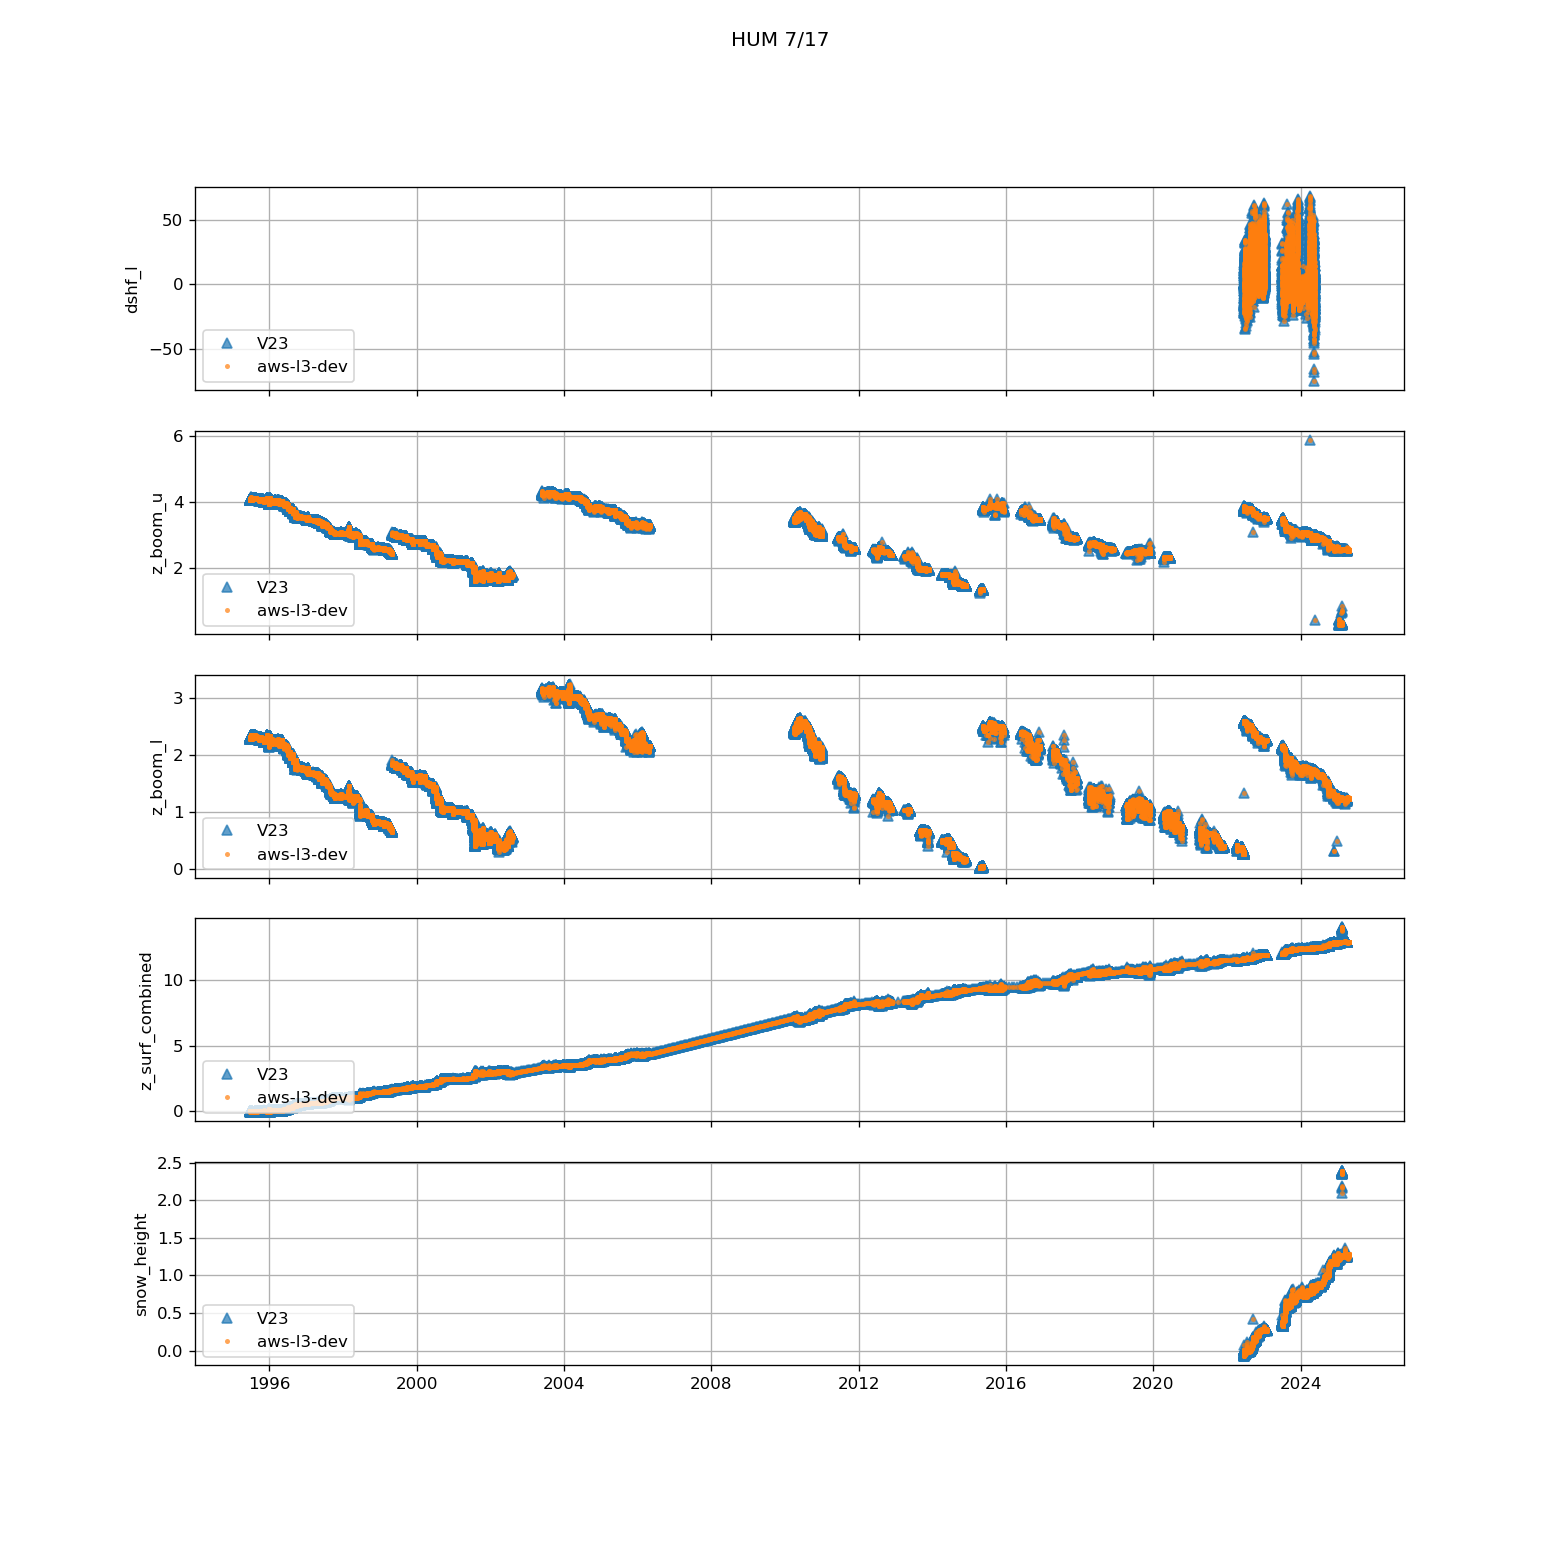 HUM 7/17
50
0
−50
dshf_l
V23
aws-l3-dev
6
4
2
z_boom_u
V23
aws-l3-dev
3
2
1
0
z_boom_l
V23
aws-l3-dev
10
5
0
z_surf_combined
V23
aws-l3-dev
2.5
2.0
1.5
1.0
0.5
0.0
snow_height
V23
aws-l3-dev
1996 2000 2004 2008 2012 2016 2020 2024